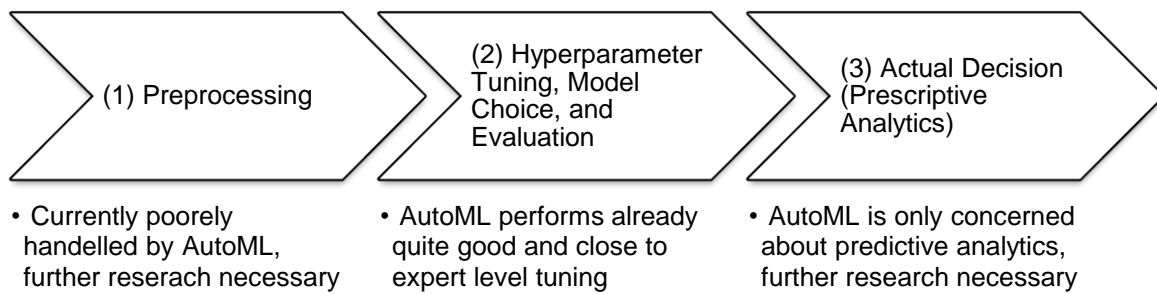 (1) Preprocessing
(2) Hyperparameter
Tuning, Model
Choice, and
Evaluation
(3) Actual Decision
(Prescriptive
Analytics)
• Currently poorely
handelled by AutoML,
further reserach necessary
• AutoML performs already
quite good and close to
expert level tuning
• AutoML is only concerned
about predictive analytics,
further research necessary